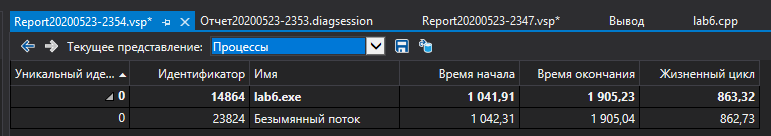 Report20200523-2354.vsp* Отчет20200523-2353.diagsession Report20200523-2347.vsp* Вывод lab6.cpp
Текущее представление: Процессы
Уникальный иде... Идентификатор Имя Время начала Время окончания Жизненный цикл
0 14864 lab6.exe 1 041,91 1 905,23 863,32
0 23824 Безымянный поток 1 042,31 1 905,04 862,73